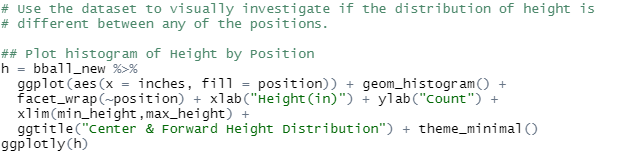 # Use the dataset to visually investigate if the distribution of height is
# different between any of the positions.
## Plot histogram of Height by Position
h = bball_new %>%
ggplot(aes(x = inches, fill = position)) + geom_histogram() +
facet_wrap(~position) + xlab("Height(in)") + ylab("Count") +
xlim(min_height,max_height) +
ggtitle("Center & Forward Height Distribution") + theme_minimal()
ggplotly(h)